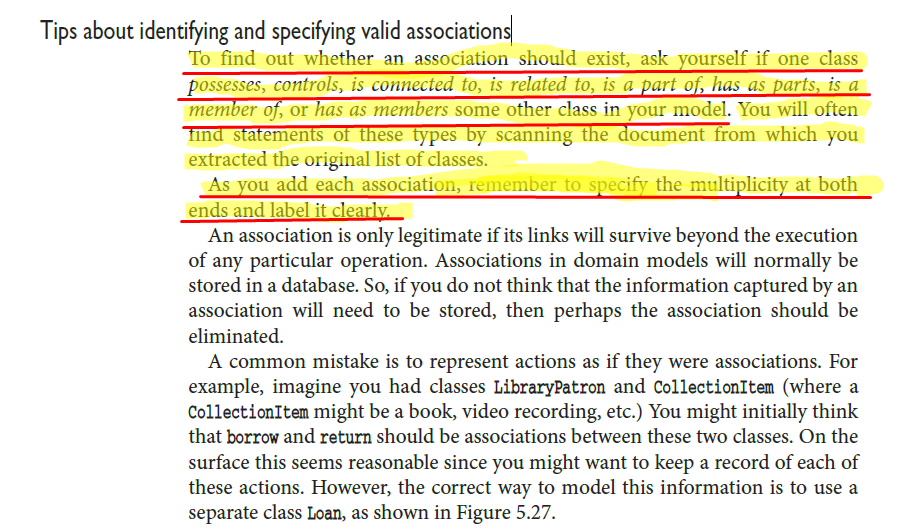 Tips about identifying and specifying valid associations
To find out whether an association should exist, ask yourself if one class
possesses, controls, is connected to, is related to, is a part of, has as parts, is a
member of, or has as members some other class in your model. You will often
find statements of these types by scanning the document from which you
extracted the original list of classes.
As you add each association, remember to specify the multiplicity at both
ends and label it clearly.
An association is only legitimate if its links will survive beyond the execution
of any particular operation. Associations in domain models will normally be
stored in a database. So, if you do not think that the information captured by an
association will need to be stored, then perhaps the association should be
eliminated.
A common mistake is to represent actions as if they were associations. For
example, imagine you had classes LibraryPatron and CollectionItem (where a
CollectionItem might be a book, video recording, etc.) You might initially think
that borrow and return should be associations between these two classes. On the
surface this seems reasonable since you might want to keep a record of each of
these actions. However, the correct way to model this information is to use a
separate class Loan, as shown in Figure 5.27.